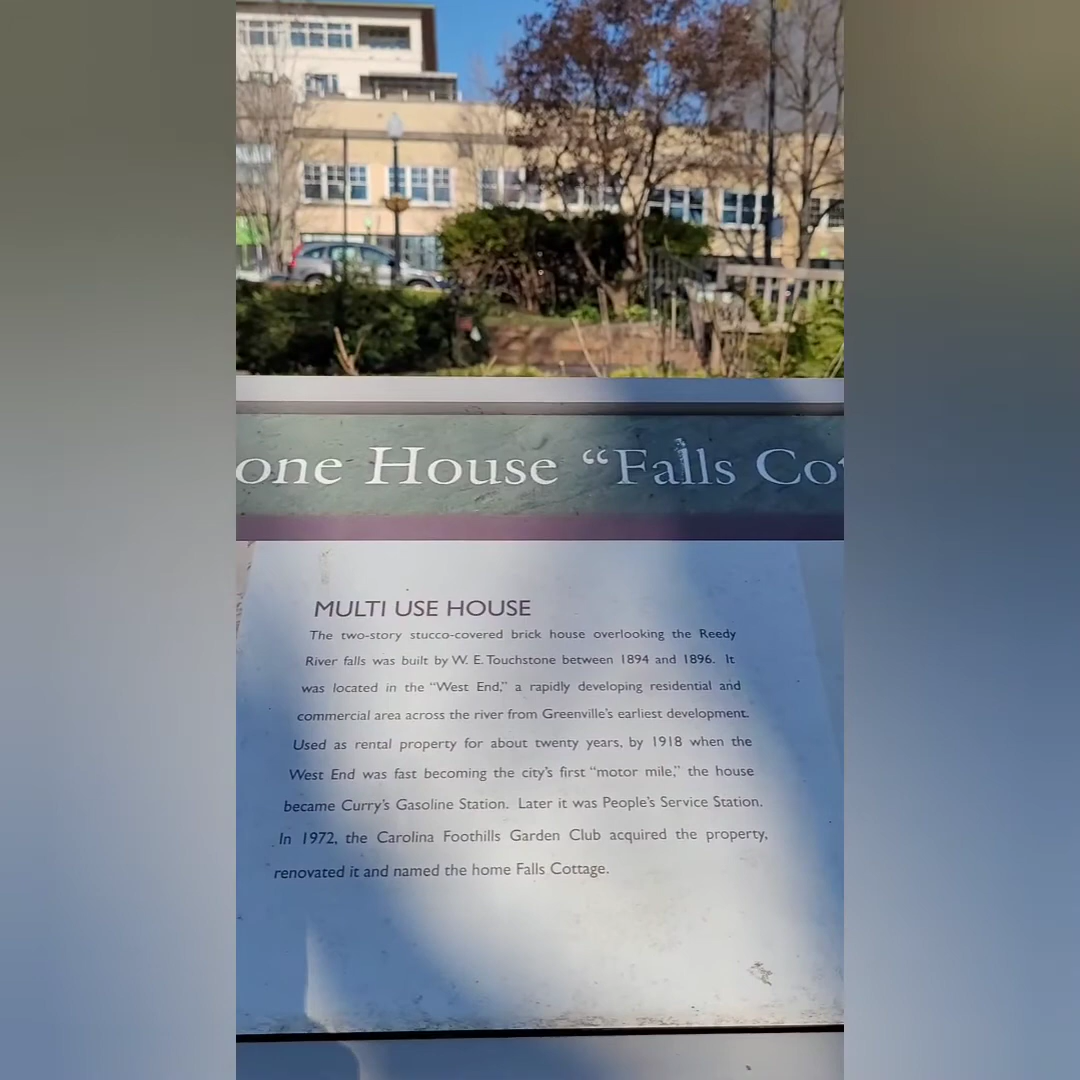 one House “Falls Co
MULTI USE HOUSE
The two-story stucco-covered brick house overlooking the Reedy
River falls was built by W. E. Touchstone between 1894 and 1896. It
was located in the “West End,” a rapidly developing residential and
commercial area across the river from Greenville’s earliest development.
Used as rental property for about twenty years, by 1918 when the
West End was fast becoming the city’s first “motor mile,” the house
became Curry’s Gasoline Station. Later it was People’s Service Station.
In 1972, the Carolina Foothills Garden Club acquired the property,
renovated it and named the home Falls Cottage.